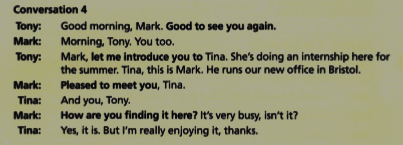 Conversation 4
Tony: Good morning, Mark. Good to see you again.
Mark: Morning, Tony. You too.
Tony: Mark, let me introduce you to Tina. She's doing an internship here for
the summer. Tina, this is Mark. He runs our new office in Bristol.
Mark: Pleased to meet you, Tina.
Tina: And you, Tony.
Mark: How are you finding it here? It's very busy, isn't it?
Tina: Yes, it is. But I'm really enjoying it, thanks.